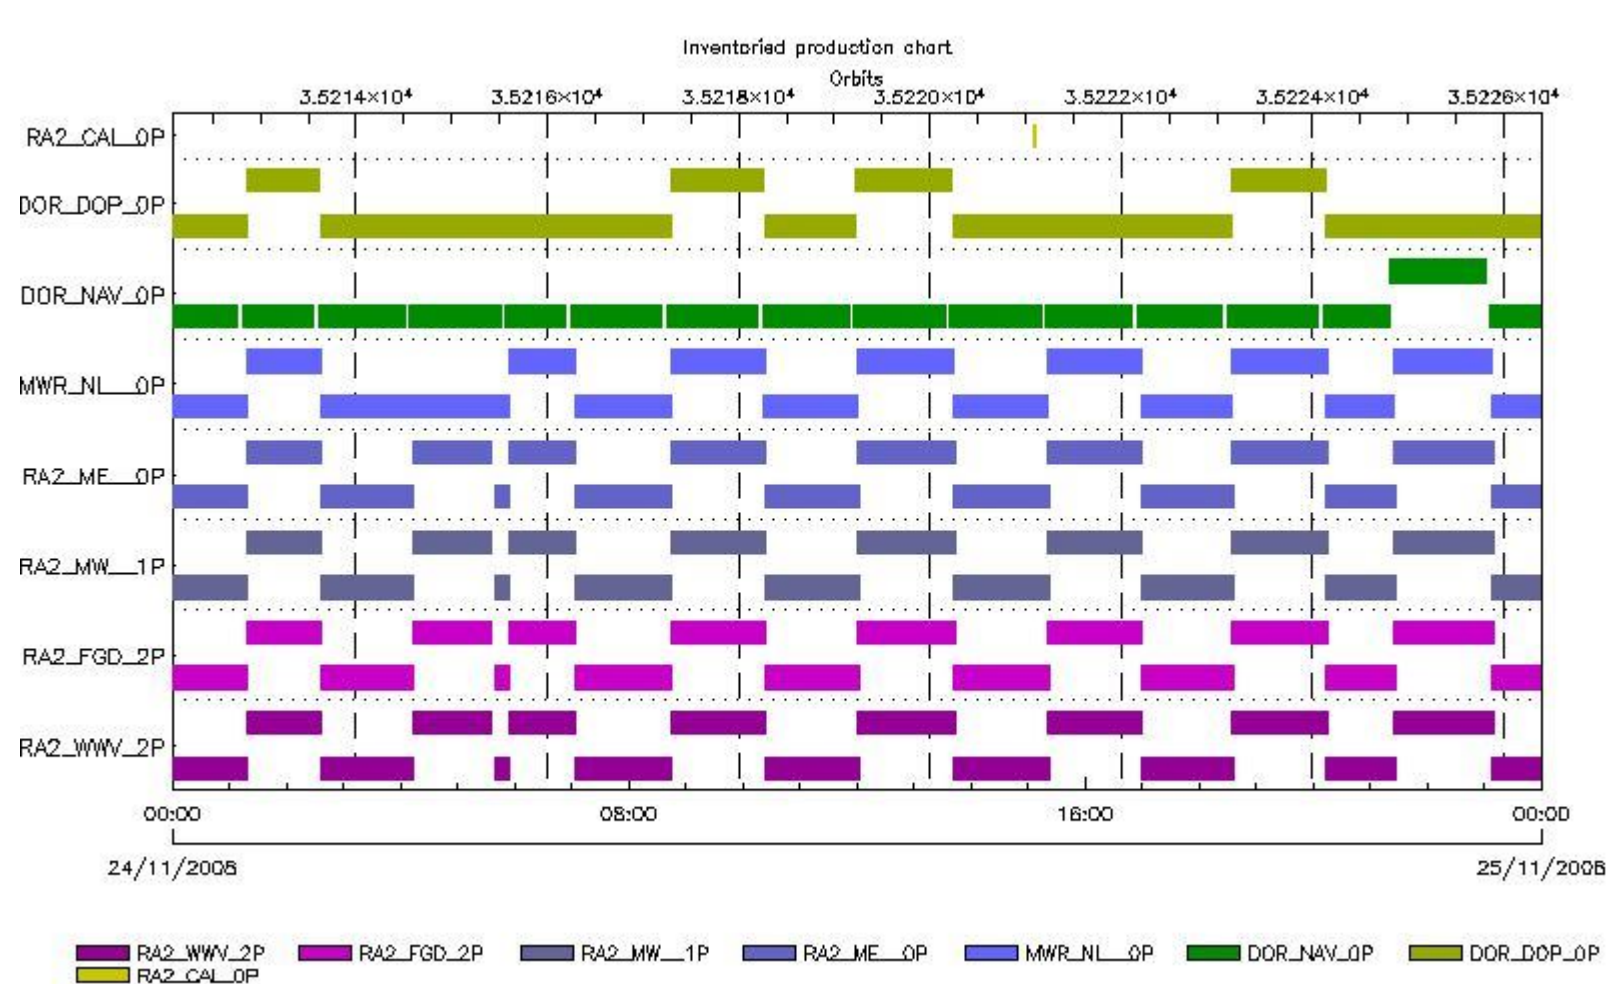 Inventoried production chart
Orbits
3.5214×10⁴ 3.5216×10⁴ 3.5218×10⁴ 3.5220×10⁴ 3.5222×10⁴ 3.5224×10⁴ 3.5226×10⁴
RA2_CAL_0P
DOR_DOP_0P
DOR_NAV_0P
MWR_NL__0P
RA2_ME__0P
RA2_MW__1P
RA2_FGD_2P
RA2_WWV_2P
00:00 08:00 16:00 00:00
24/11/2008 25/11/2008
RA2_WWV_2P RA2_FGD_2P RA2_MW__1P RA2_ME__0P MWR_NL__0P DOR_NAV_0P DOR_DOP_0P
RA2_CAL_0P